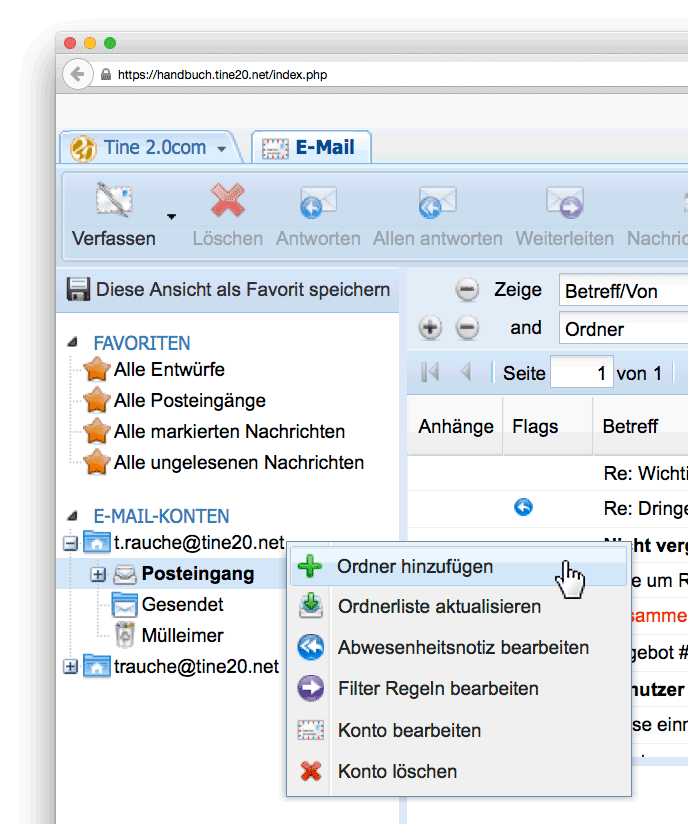 https://handbuch.tine20.net/index.php
Tine 2.0com E-Mail
Verfassen Löschen Antworten Allen antworten Weiterleiten Nachric
Diese Ansicht als Favorit speichern
Zeige Betreff/Von
and Ordner
Seite 1 von 1
Anhänge Flags Betreff
FAVORITEN
Alle Entwürfe
Alle Posteingänge
Alle markierten Nachrichten
Alle ungelesenen Nachrichten
E-MAIL-KONTEN
t.rauche@tine20.net
Posteingang
Gesendet
Mülleimer
trauche@tine20.net
Ordner hinzufügen
Ordnerliste aktualisieren
Abwesenheitsnotiz bearbeiten
Filter Regeln bearbeiten
Konto bearbeiten
Konto löschen
Re: Wichti
Re: Dringe
Nicht verg
e um R
samme
gebot #
nutzer
se einr